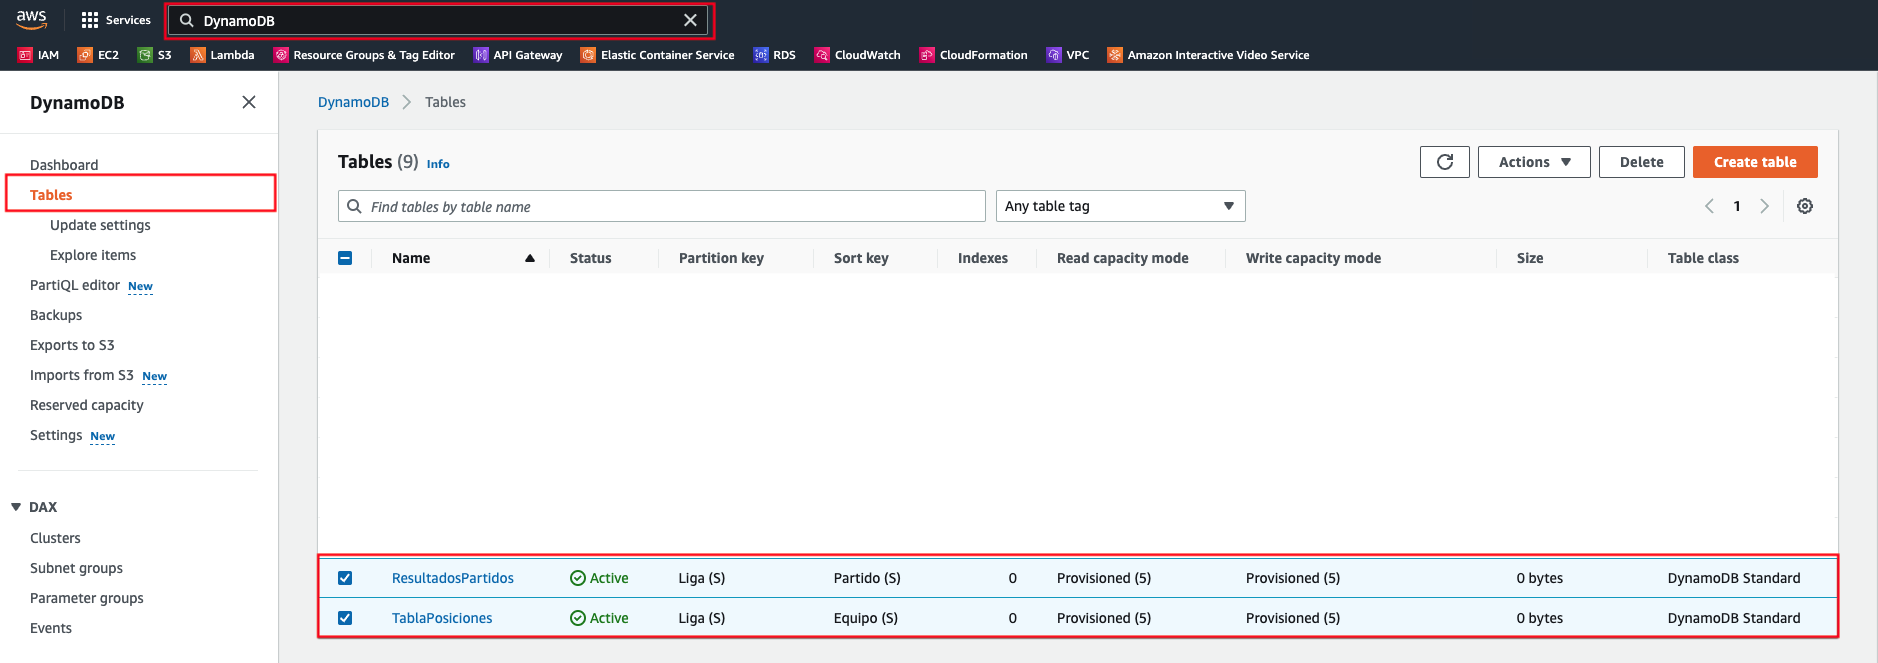 aws Services DynamoDB
IAM EC2 S3 Lambda Resource Groups & Tag Editor API Gateway Elastic Container Service RDS CloudWatch CloudFormation VPC Amazon Interactive Video Service
DynamoDB
Dashboard
Tables
Update settings
Explore items
PartiQL editor New
Backups
Exports to S3
Imports from S3 New
Reserved capacity
Settings New
DAX
Clusters
Subnet groups
Parameter groups
Events
DynamoDB Tables
Tables (9) Info Actions Delete Create table
Find tables by table name Any table tag 1
Name Status Partition key Sort key Indexes Read capacity mode Write capacity mode Size Table class
ResultadosPartidos Active Liga (S) Partido (S) 0 Provisioned (5) Provisioned (5) 0 bytes DynamoDB Standard
TablaPosiciones Active Liga (S) Equipo (S) 0 Provisioned (5) Provisioned (5) 0 bytes DynamoDB Standard